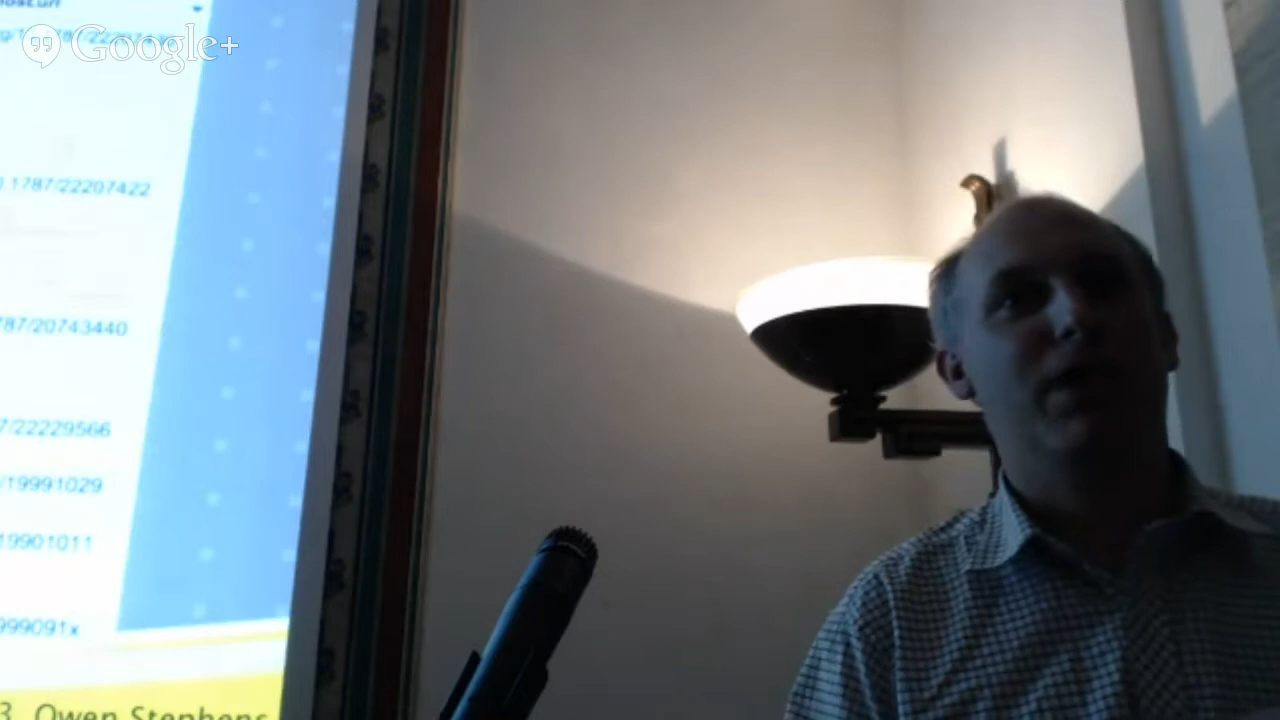 Google+
1787/22207422
787/20743440
7/22229566
/19991029
19901011
999091x
3, Owen Stephens